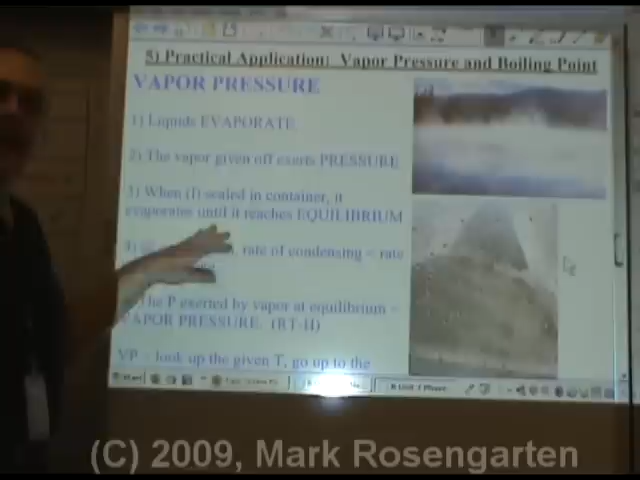 5) Practical Application: Vapor Pressure and Boiling Point
VAPOR PRESSURE
1) Liquids EVAPORATE.
2) The vapor given off exerts PRESSURE
3) When (l) sealed in container, it
evaporates until it reaches EQUILIBRIUM
rate of condensing = rate
The P exerted by vapor at equilibrium =
VAPOR PRESSURE. (RT-H)
VP = look up the given T, go up to the
(C) 2009, Mark Rosengarten